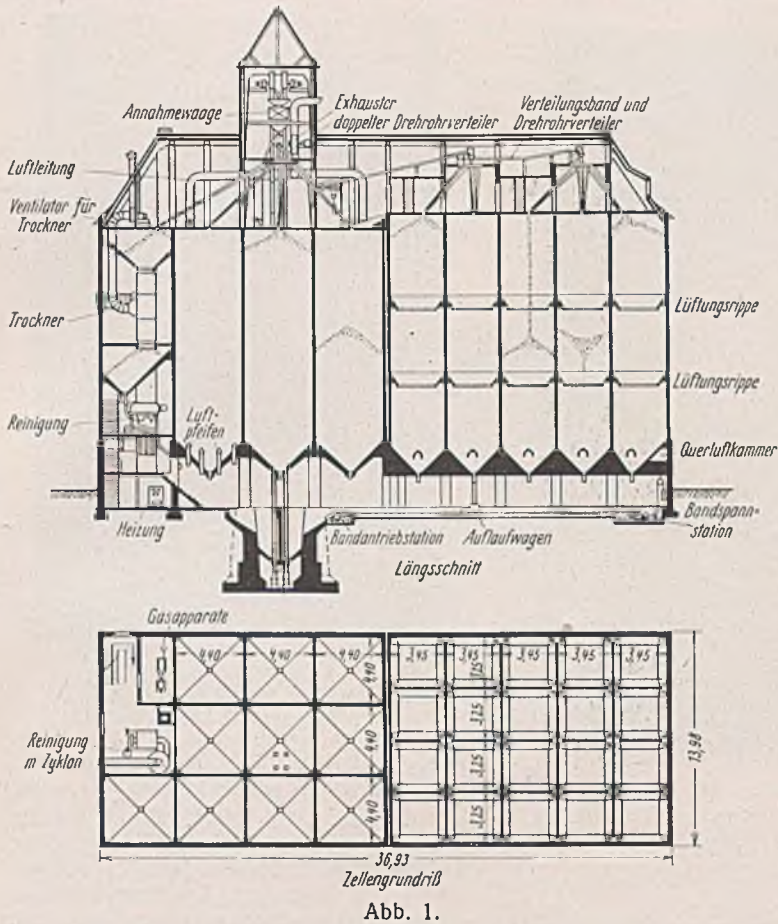 Annahmewaage
Exhaustor
doppelter Drehrohrverteiler
Verteilungsband und
Drehrohrverteiler
Luftleitung
Ventilator für
Trockner
Trockner
Lüftungsrippe
Lüftungsrippe
Reinigung
Luft-
pfeifen
Querluftkammer
Heizung
Bandantriebstation
Auflaufwagen
Bandspann-
station
Längsschnitt
Gasapparate
4,40 4,40 4,40 3,45 3,45 3,45 3,45 3,45
4,40
3,25
4,40
3,25
3,25
4,40
3,25
13,98
Reinigung
m Zyklon
36,93
Zellengrundriß
Abb. 1.